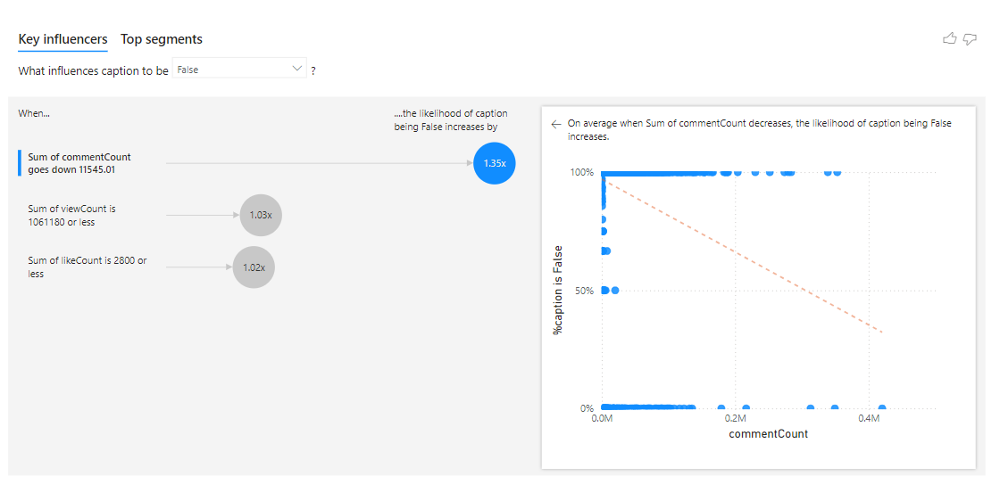 Key influencers Top segments
What influences caption to be False ?
When...
....the likelihood of caption
being False increases by
Sum of commentCount
goes down 11545.01
1.35x
Sum of viewCount is
1061180 or less
1.03x
Sum of likeCount is 2800 or
less
1.02x
On average when Sum of commentCount decreases, the likelihood of caption being False
increases.
%caption is False
100%
50%
0%
0.0M 0.2M 0.4M
commentCount